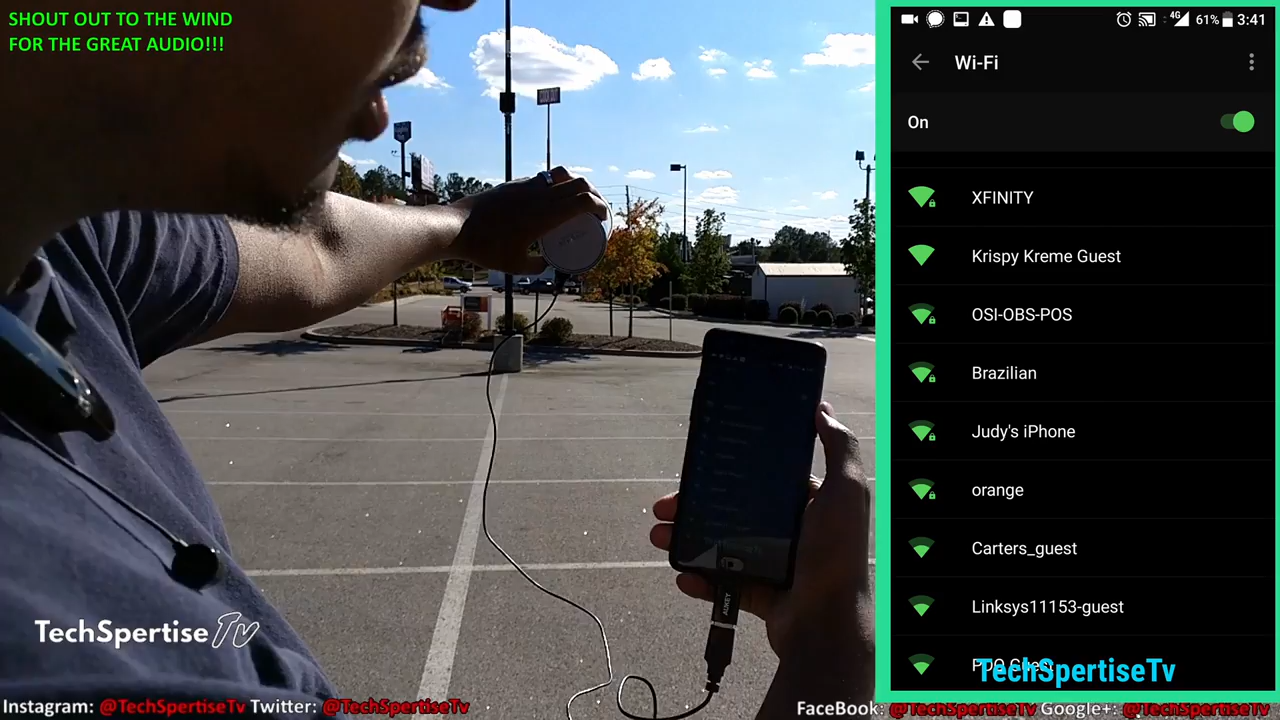 SHOUT OUT TO THE WIND
FOR THE GREAT AUDIO!!!
4G 61% 3:41
Wi-Fi
On
XFINITY
Krispy Kreme Guest
OSI-OBS-POS
Brazilian
Judy's iPhone
orange
Carters_guest
Linksys11153-guest
TechSpertiseTv
AUKEY
TechSpertise Tv
Instagram: @TechSpertiseTv Twitter: @TechSpertiseTv
FaceBook: @TechSpertiseTv Google+: @TechSpertiseTv